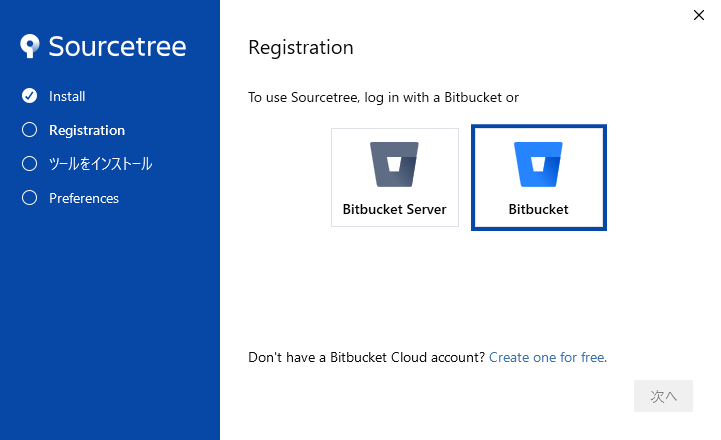 Sourcetree
Install
Registration
ツールをインストール
Preferences
Registration
To use Sourcetree, log in with a Bitbucket or
Bitbucket Server
Bitbucket
Don't have a Bitbucket Cloud account? Create one for free.
次へ